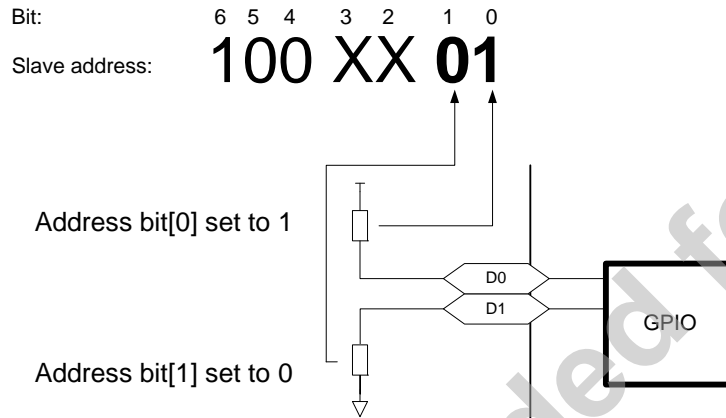 Bit: 6 5 4 3 2 1 0
Slave address: 100 XX 01
Address bit[0] set to 1
D0
D1
GPIO
Address bit[1] set to 0